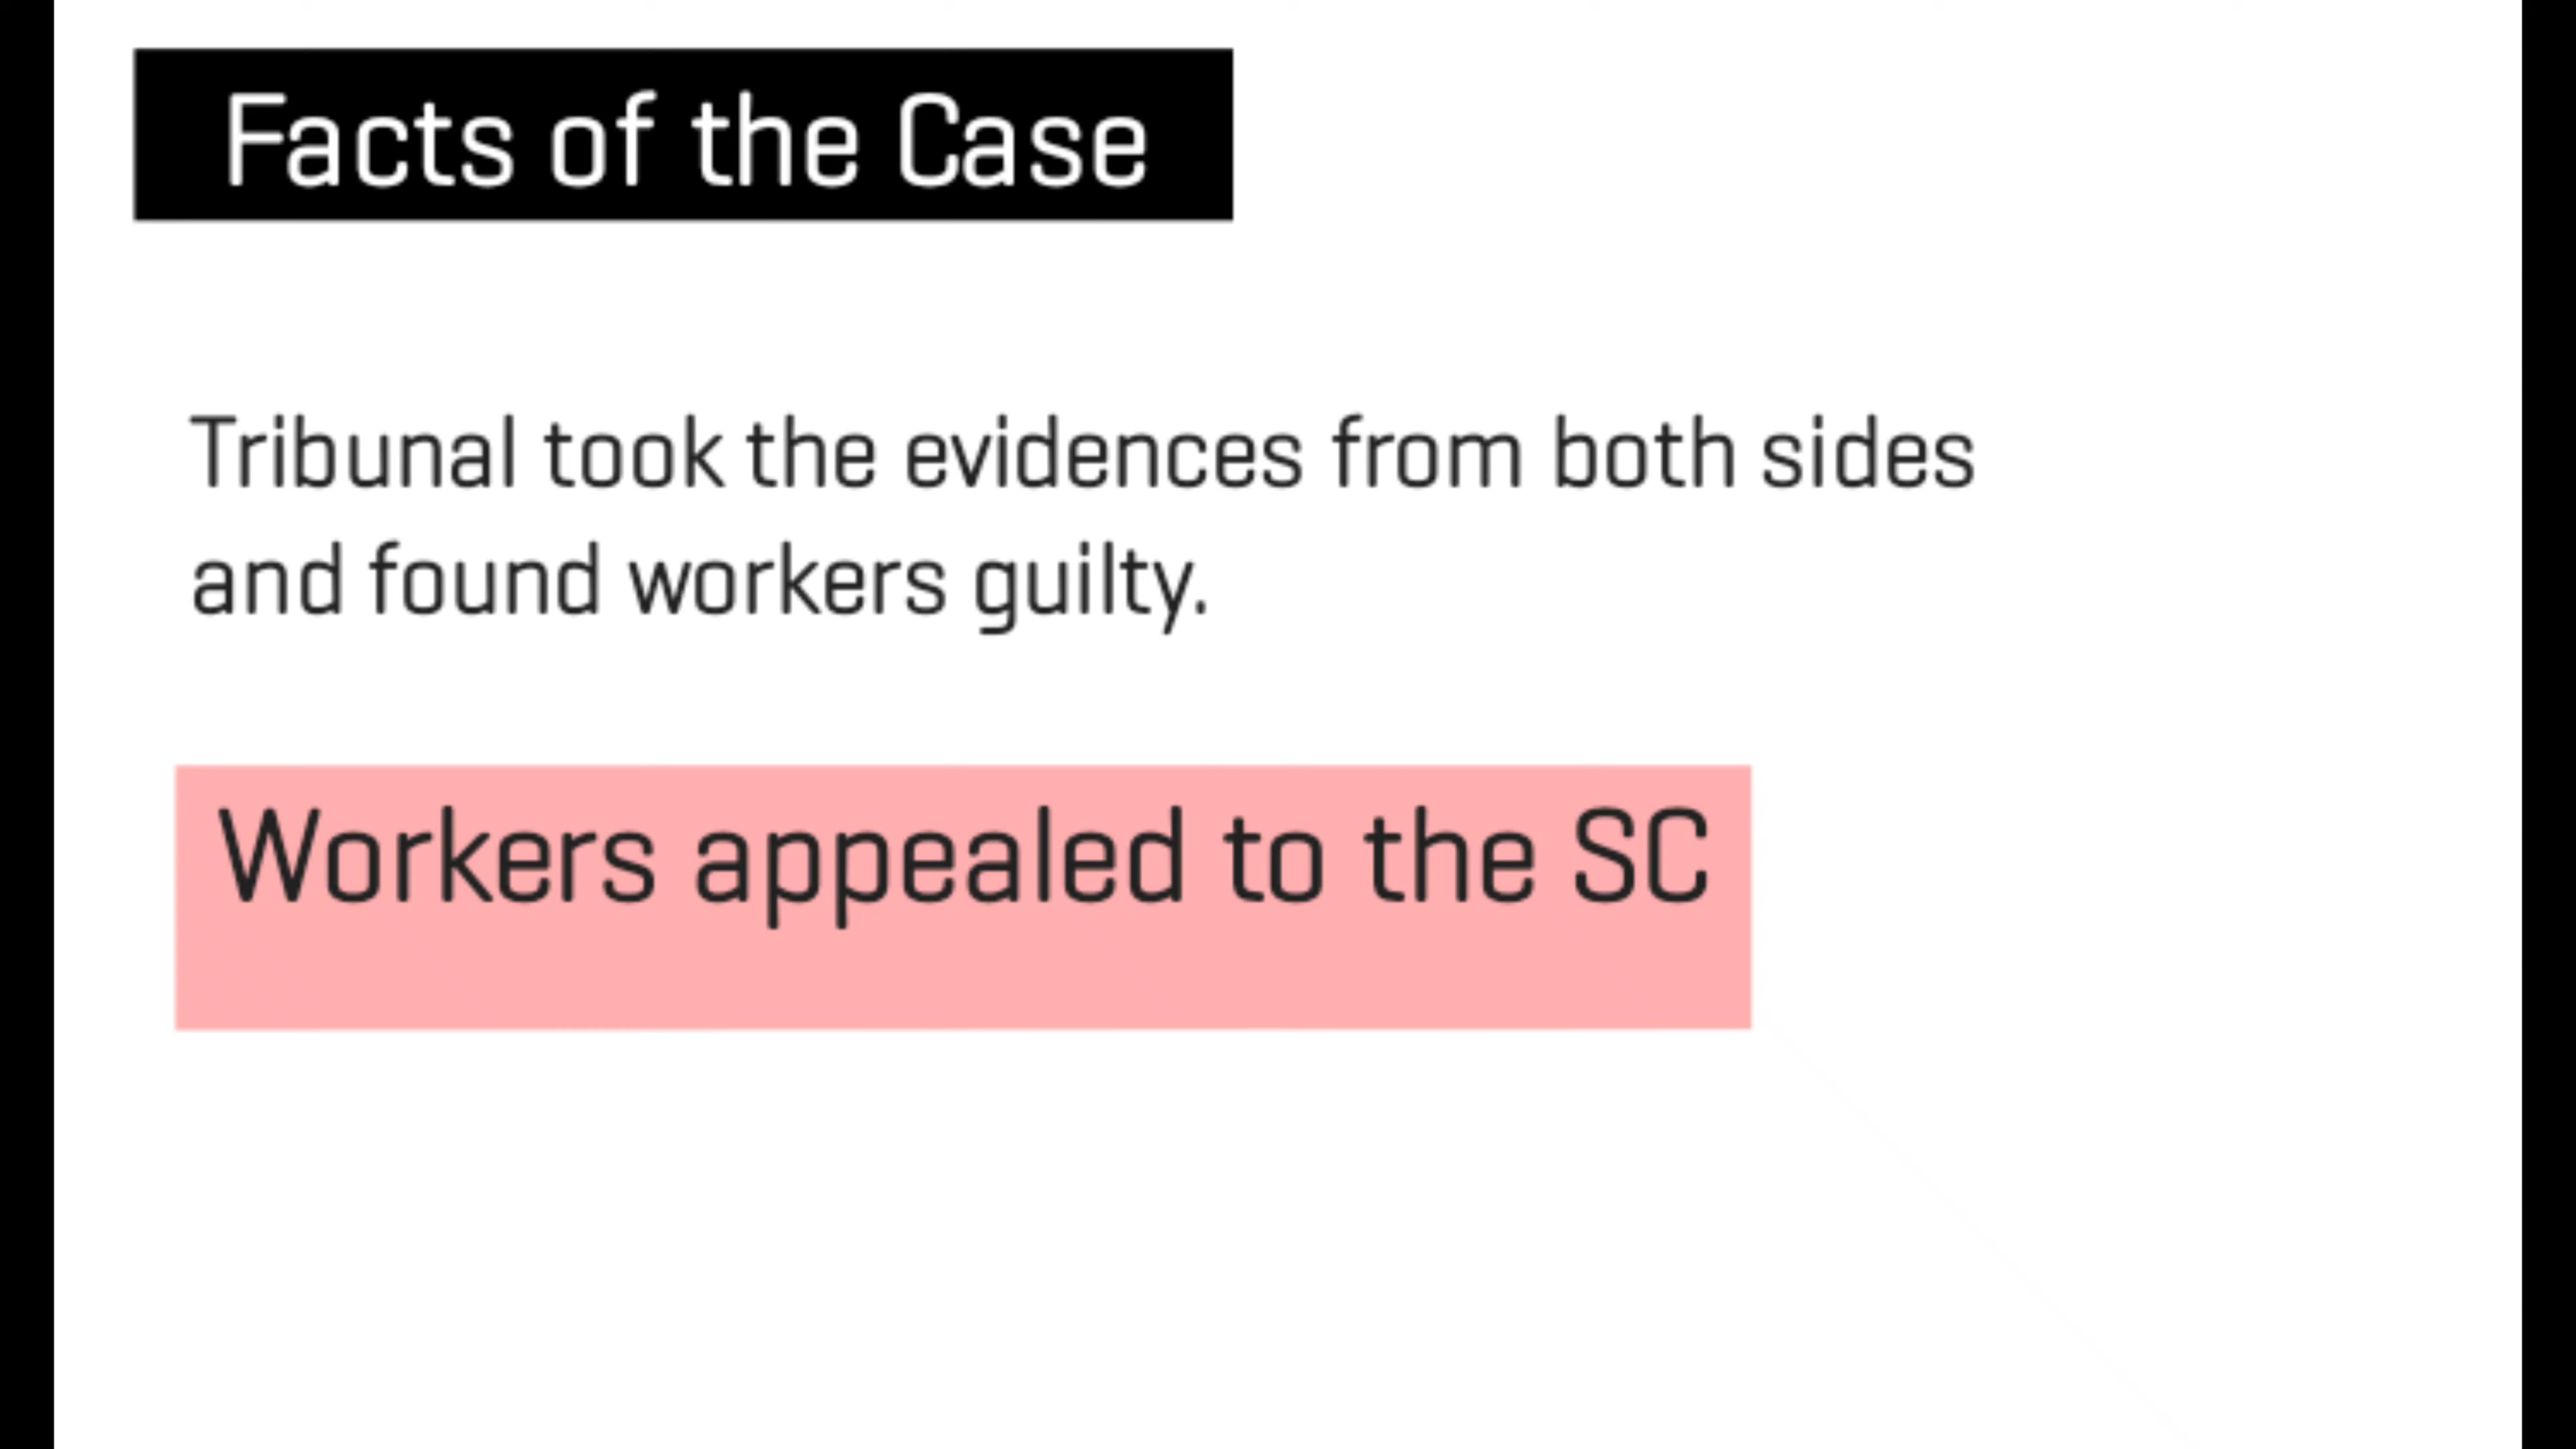 Facts of the Case
Tribunal took the evidences from both sides
and found workers guilty.
Workers appealed to the SC